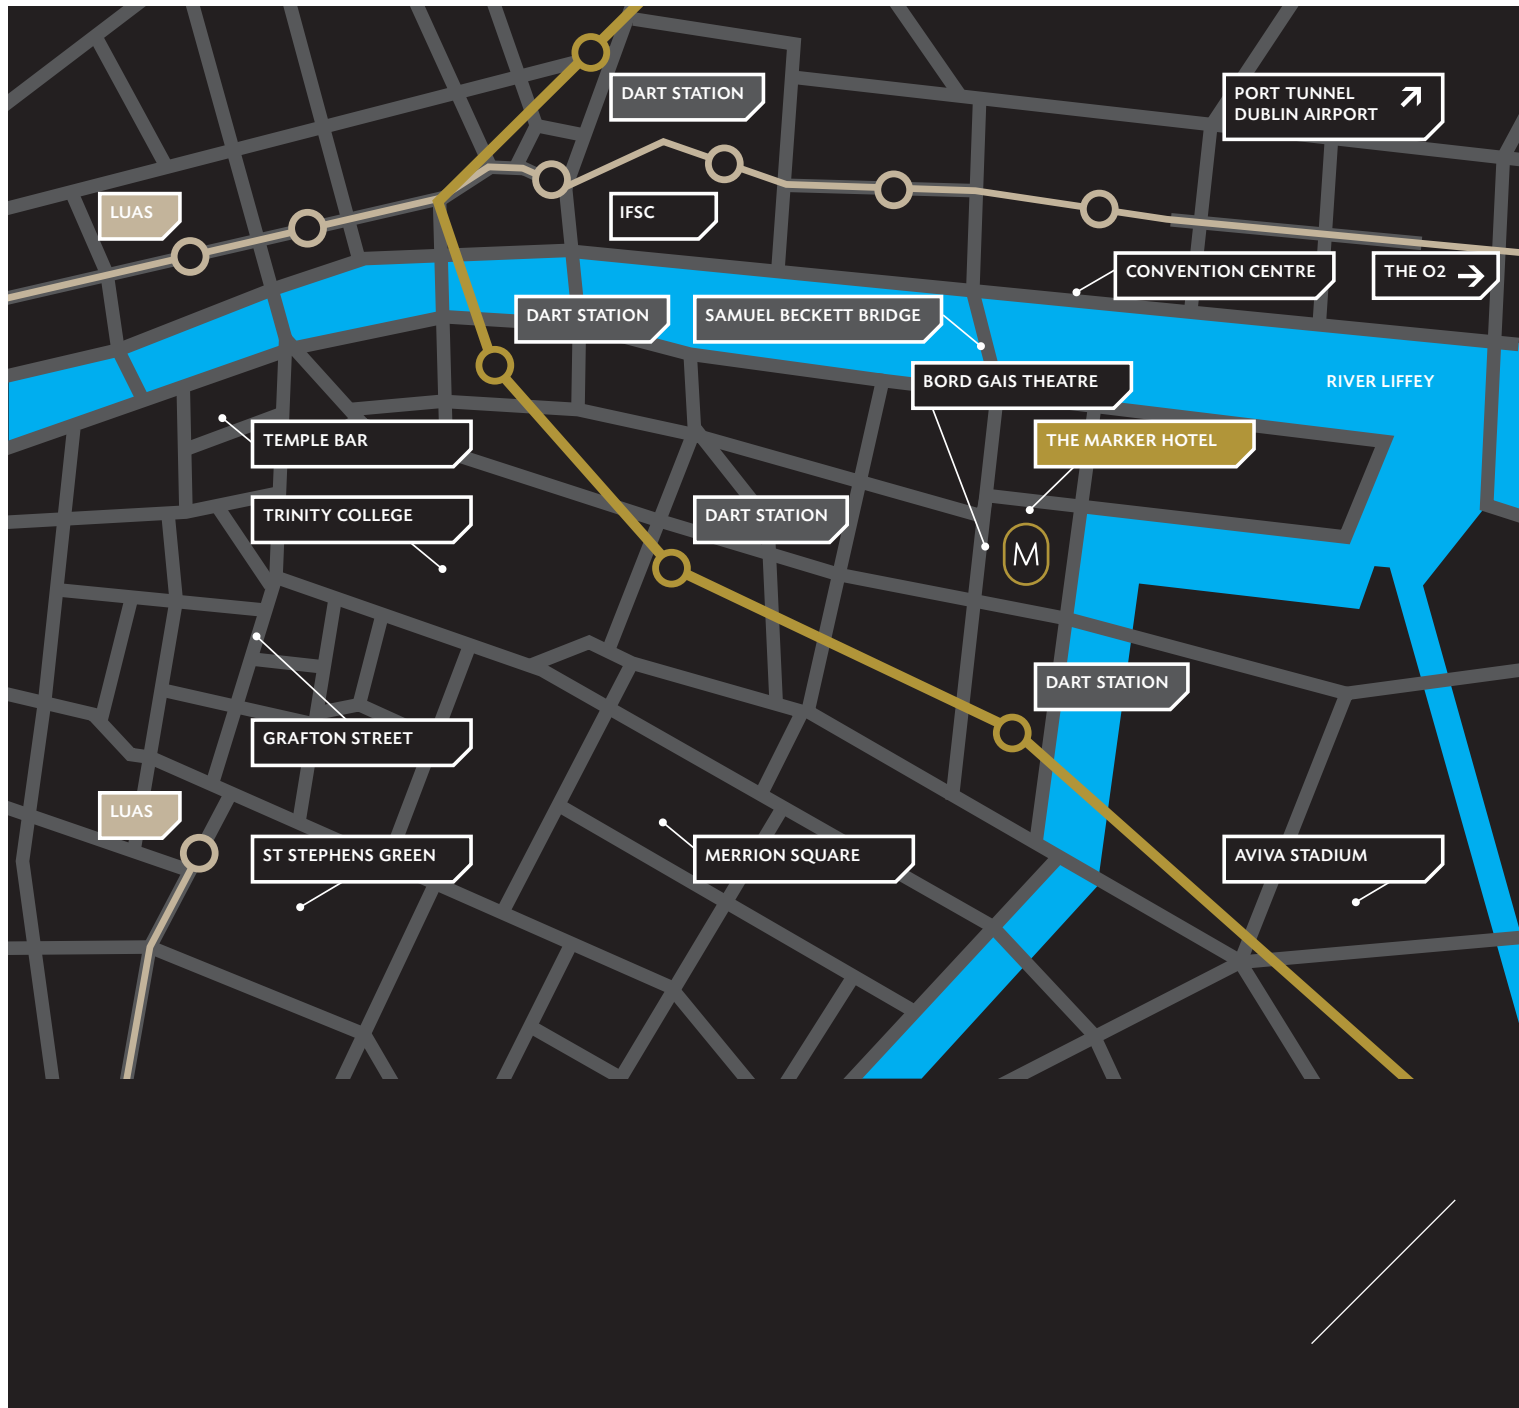 DART STATION
PORT TUNNEL
DUBLIN AIRPORT
LUAS
IFSC
CONVENTION CENTRE
THE O2
DART STATION
SAMUEL BECKETT BRIDGE
BORD GAIS THEATRE
RIVER LIFFEY
TEMPLE BAR
THE MARKER HOTEL
TRINITY COLLEGE
DART STATION
M
DART STATION
GRAFTON STREET
LUAS
ST STEPHENS GREEN
MERRION SQUARE
AVIVA STADIUM